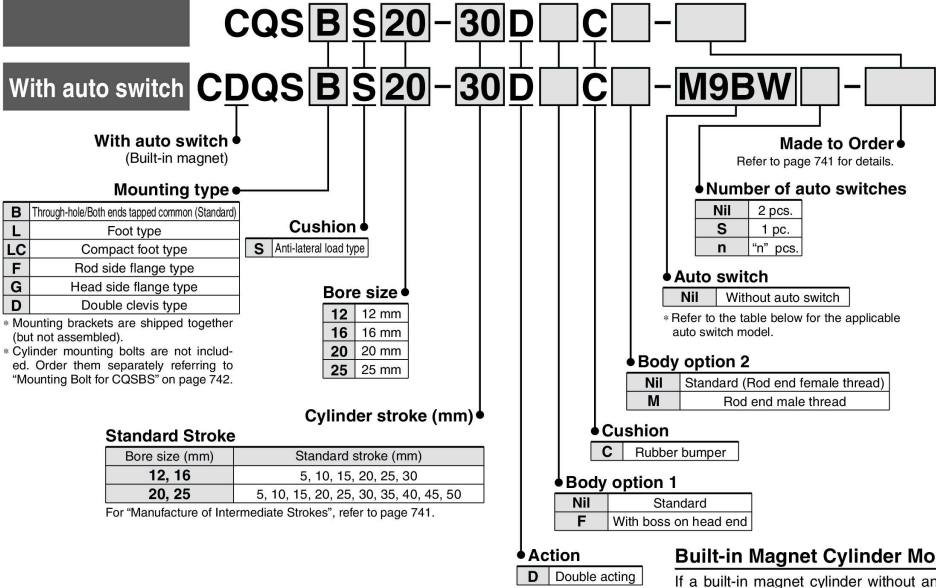 CQS B S 20 - 30 D C -
With auto switch CDQS B S 20 - 30 D C - M9BW -
With auto switch
(Built-in magnet)
Made to Order
Refer to page 741 for details.
Number of auto switches
Nil 2 pcs.
S 1 pc.
n "n" pcs.
Mounting type
B Through-hole/Both ends tapped common (Standard)
L Foot type
LC Compact foot type
F Rod side flange type
G Head side flange type
D Double clevis type
* Mounting brackets are shipped together
(but not assembled).
* Cylinder mounting bolts are not includ-
ed. Order them separately referring to
"Mounting Bolt for CQSBS" on page 742.
Cushion
S Anti-lateral load type
Bore size
12 12 mm
16 16 mm
20 20 mm
25 25 mm
Auto switch
Nil Without auto switch
* Refer to the table below for the applicable
auto switch model.
Body option 2
Nil Standard (Rod end female thread)
M Rod end male thread
Cylinder stroke (mm)
Standard Stroke
Bore size (mm) Standard stroke (mm)
12, 16 5, 10, 15, 20, 25, 30
20, 25 5, 10, 15, 20, 25, 30, 35, 40, 45, 50
For "Manufacture of Intermediate Strokes", refer to page 741.
Cushion
C Rubber bumper
Body option 1
Nil Standard
F With boss on head end
Action
D Double acting
Built-in Magnet Cylinder Mo
If a built-in magnet cylinder without an